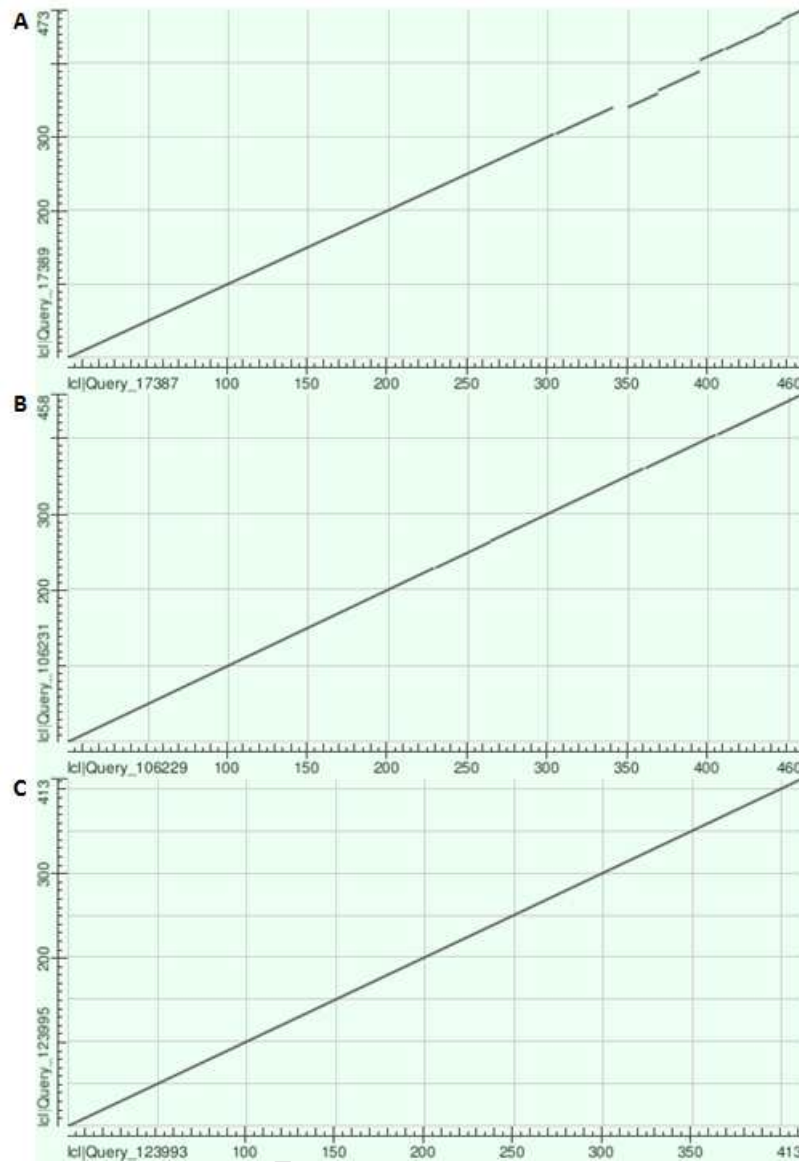 A
473
300
200
lcl|Query_17389
lcl|Query_17387 100 150 200 250 300 350 400 460
B
458
300
200
lcl|Query_106231
lcl|Query_106229 100 150 200 250 300 350 400 460
C
413
300
200
lcl|Query_123995
lcl|Query_123993 100 150 200 250 300 350 413